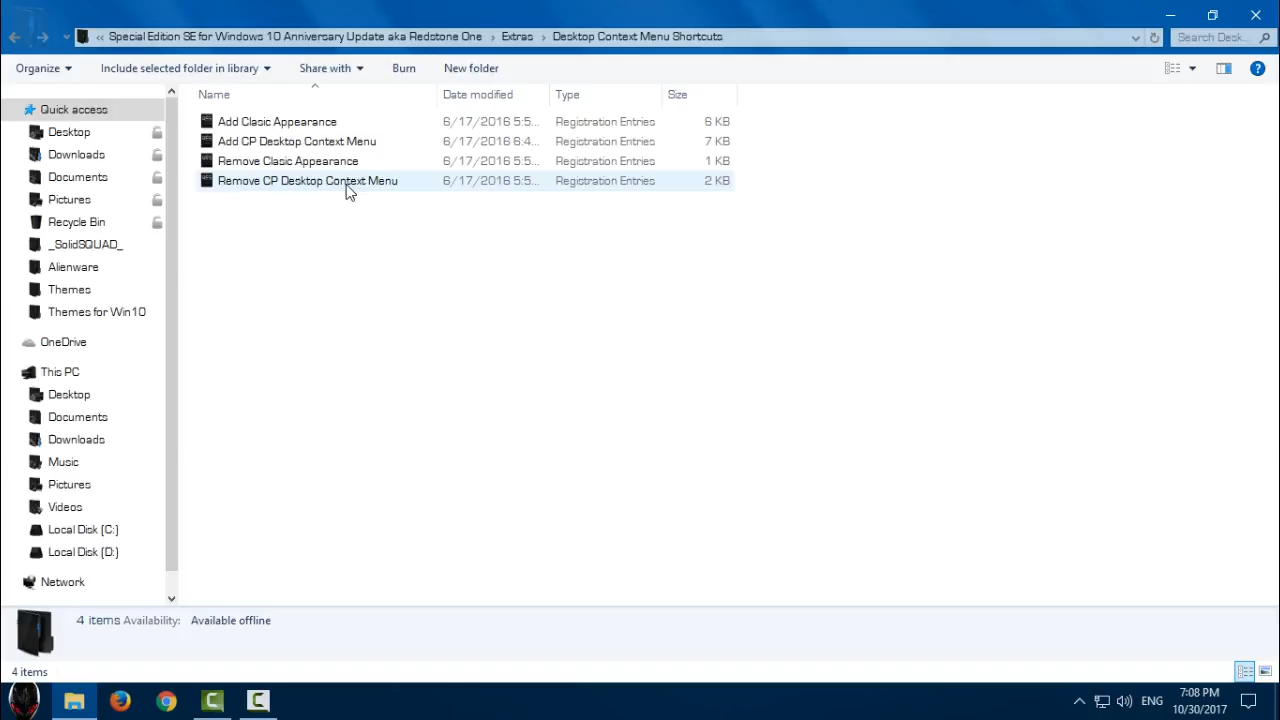 « Special Edition SE for Windows 10 Anniversary Update aka Redstone One › Extras › Desktop Context Menu Shortcuts
Search Desk...
Organize Include selected folder in library Share with Burn New folder
Name Date modified Type Size
Add Clasic Appearance 6/17/2016 5:5... Registration Entries 6 KB
Add CP Desktop Context Menu 6/17/2016 6:4... Registration Entries 7 KB
Remove Clasic Appearance 6/17/2016 5:5... Registration Entries 1 KB
Remove CP Desktop Context Menu 6/17/2016 5:5... Registration Entries 2 KB
Quick access
Desktop
Downloads
Documents
Pictures
Recycle Bin
_SolidSQUAD_
Alienware
Themes
Themes for Win10
OneDrive
This PC
Desktop
Documents
Downloads
Music
Pictures
Videos
Local Disk (C:)
Local Disk (D:)
Network
4 items Availability: Available offline
4 items
ENG
7:08 PM
10/30/2017